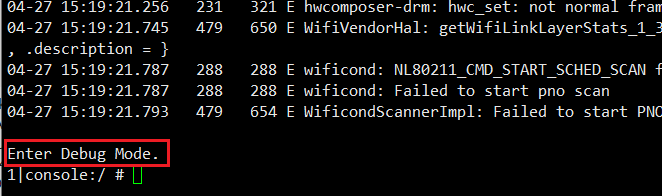 04-27 15:19:21.256 231 321 E hwcomposer-drm: hwc_set: not normal fram
04-27 15:19:21.745 479 650 E WifiVendorHal: getWifiLinkLayerStats_1_3
, .description = }
04-27 15:19:21.787 288 288 E wificond: NL80211_CMD_START_SCHED_SCAN f
04-27 15:19:21.787 288 288 E wificond: Failed to start pno scan
04-27 15:19:21.793 479 654 E WificondScannerImpl: Failed to start PNO
Enter Debug Mode.
1|console:/ #